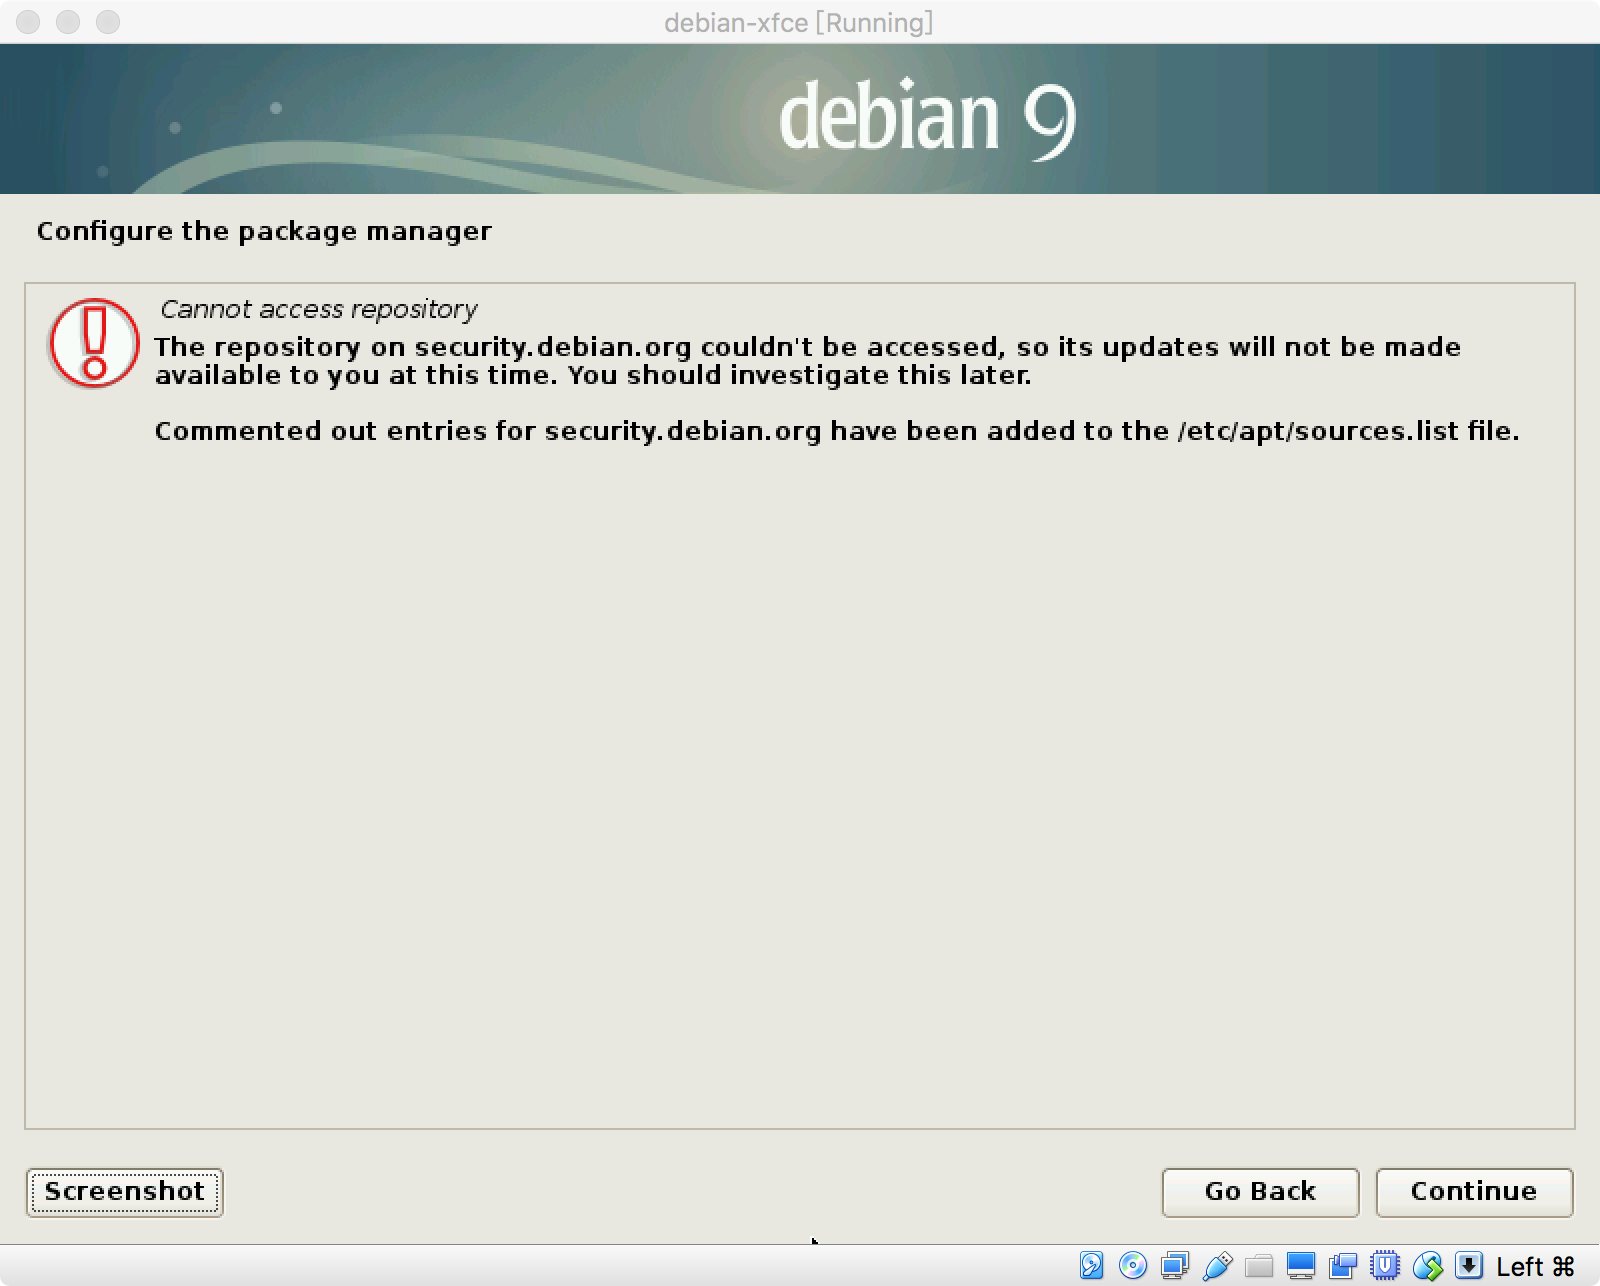 debian-xfce [Running]
debian 9
Configure the package manager
Cannot access repository
The repository on security.debian.org couldn't be accessed, so its updates will not be made
available to you at this time. You should investigate this later.
Commented out entries for security.debian.org have been added to the /etc/apt/sources.list file.
Screenshot
Go Back
Continue
Left ⌘